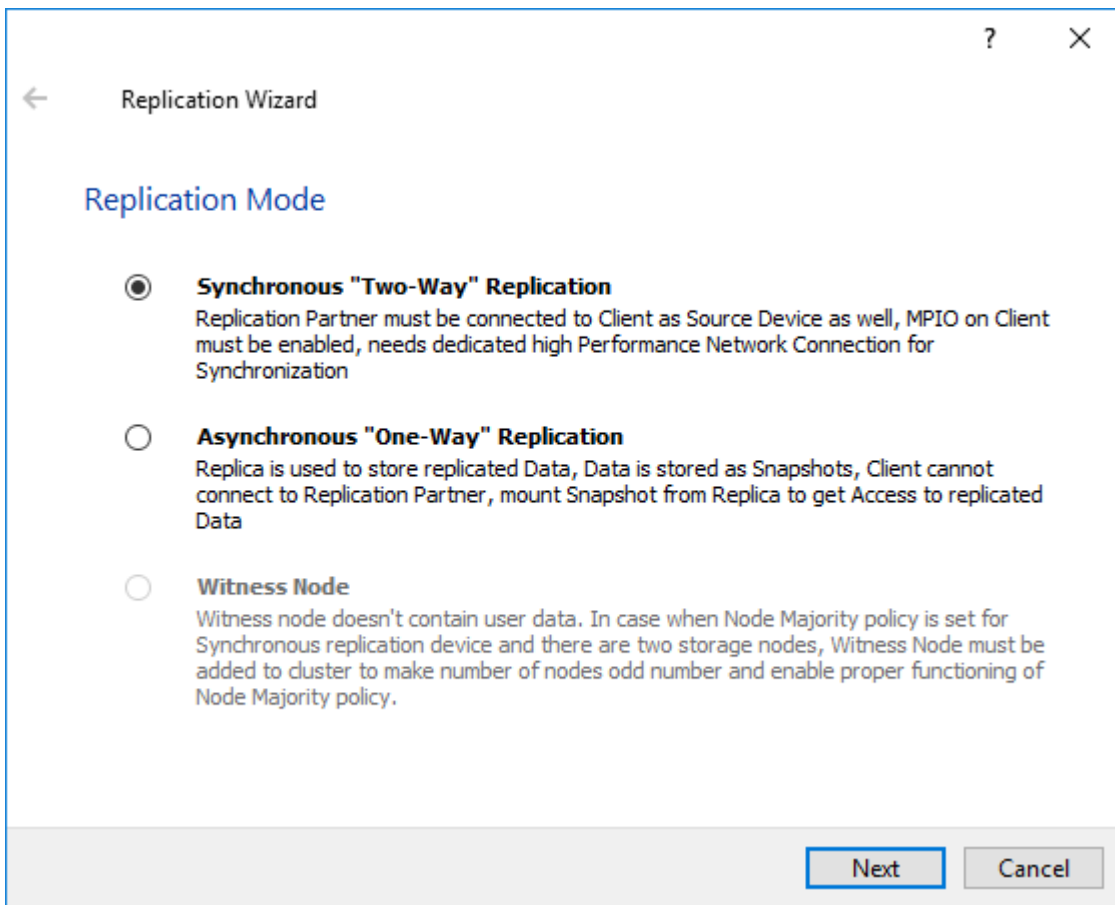 ?
Replication Wizard
Replication Mode
Synchronous "Two-Way" Replication
Replication Partner must be connected to Client as Source Device as well, MPIO on Client
must be enabled, needs dedicated high Performance Network Connection for
Synchronization
Asynchronous "One-Way" Replication
Replica is used to store replicated Data, Data is stored as Snapshots, Client cannot
connect to Replication Partner, mount Snapshot from Replica to get Access to replicated
Data
Witness Node
Witness node doesn't contain user data. In case when Node Majority policy is set for
Synchronous replication device and there are two storage nodes, Witness Node must be
added to cluster to make number of nodes odd number and enable proper functioning of
Node Majority policy.
Next Cancel